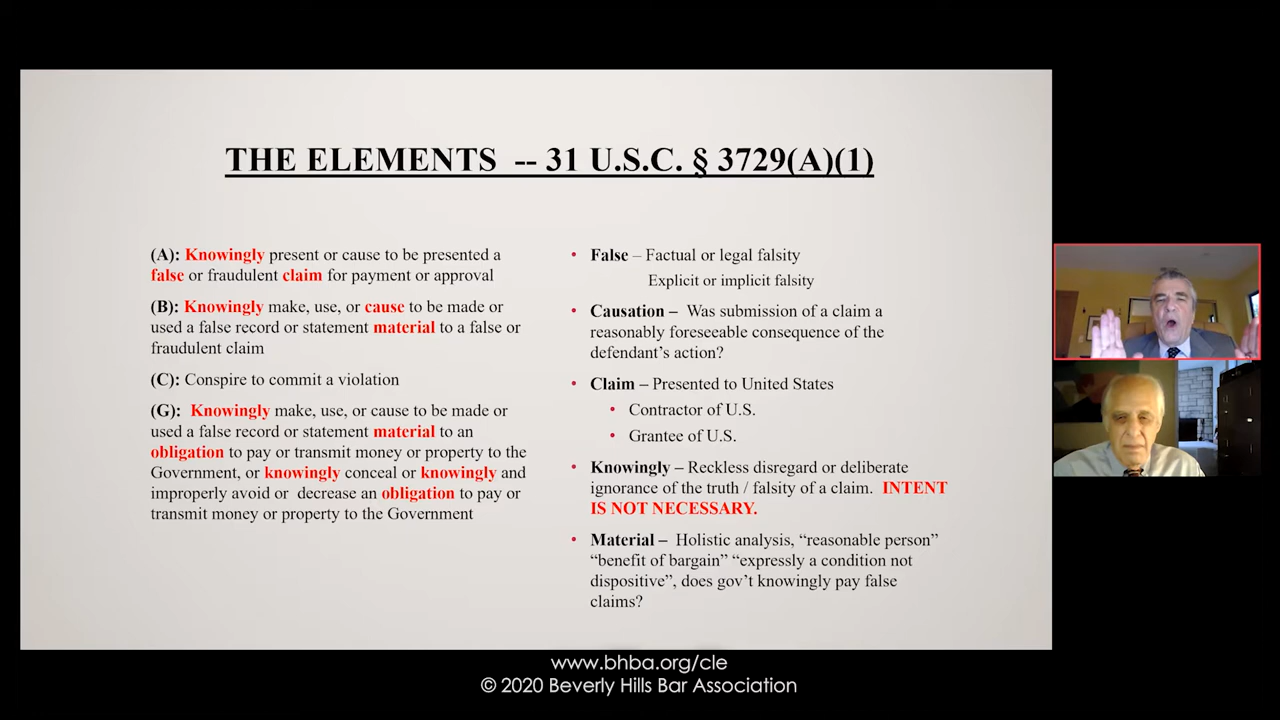 THE ELEMENTS -- 31 U.S.C. § 3729(A)(1)
(A): Knowingly present or cause to be presented a
false or fraudulent claim for payment or approval
(B): Knowingly make, use, or cause to be made or
used a false record or statement material to a false or
fraudulent claim
(C): Conspire to commit a violation
(G): Knowingly make, use, or cause to be made or
used a false record or statement material to an
obligation to pay or transmit money or property to the
Government, or knowingly conceal or knowingly and
improperly avoid or decrease an obligation to pay or
transmit money or property to the Government
• False – Factual or legal falsity
Explicit or implicit falsity
• Causation – Was submission of a claim a
reasonably foreseeable consequence of the
defendant’s action?
• Claim – Presented to United States
• Contractor of U.S.
• Grantee of U.S.
• Knowingly – Reckless disregard or deliberate
ignorance of the truth / falsity of a claim. INTENT
IS NOT NECESSARY.
• Material – Holistic analysis, “reasonable person”
“benefit of bargain” “expressly a condition not
dispositive”, does gov’t knowingly pay false
claims?
www.bhba.org/cle
© 2020 Beverly Hills Bar Association